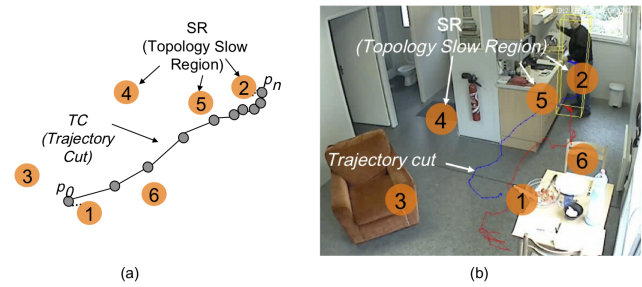 SR
(Topology Slow
Region)
4
5
2
pn
TC
(Trajectory
Cut)
3
p0
1
6
(a)
SR
(Topology Slow Region)
2
5
4
Trajectory cut
6
3
1
(b)